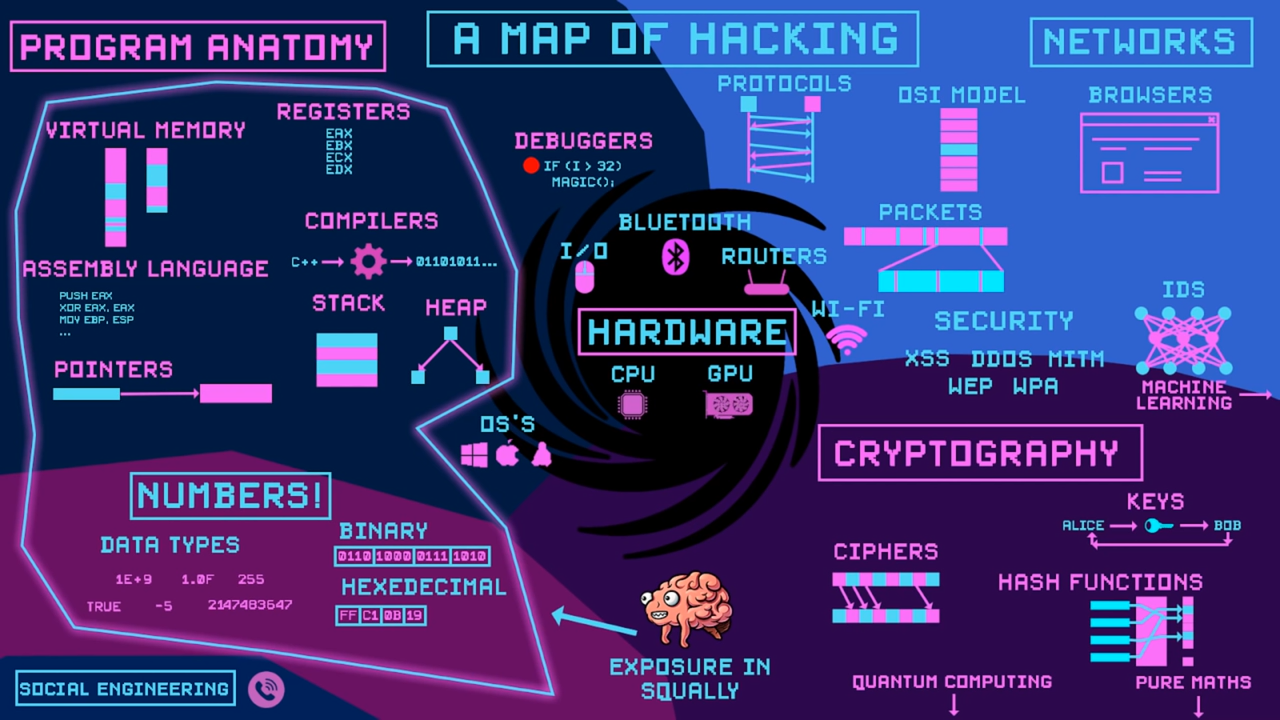 A MAP OF HACKING
PROGRAM ANATOMY
VIRTUAL MEMORY
REGISTERS
EAX
EBX
ECX
EDX
COMPILERS
C++
01101011...
ASSEMBLY LANGUAGE
PUSH EAX
XOR EAX, EAX
MOV EBP, ESP
...
STACK
HEAP
POINTERS
DEBUGGERS
IF (I > 32)
MAGIC();
NETWORKS
PROTOCOLS
OSI MODEL
BROWSERS
PACKETS
IDS
SECURITY
XSS DDOS MITM
WEP WPA
MACHINE
LEARNING
BLUETOOTH
I/O
ROUTERS
WI-FI
HARDWARE
CPU
GPU
OS'S
NUMBERS!
DATA TYPES
1E+9 1.0F 255
TRUE -5 2147483647
BINARY
0110 1000 0111 1010
HEXEDECIMAL
FF C1 0B 19
CRYPTOGRAPHY
KEYS
ALICE
BOB
CIPHERS
HASH FUNCTIONS
QUANTUM COMPUTING
PURE MATHS
EXPOSURE IN
SQUALLY
SOCIAL ENGINEERING